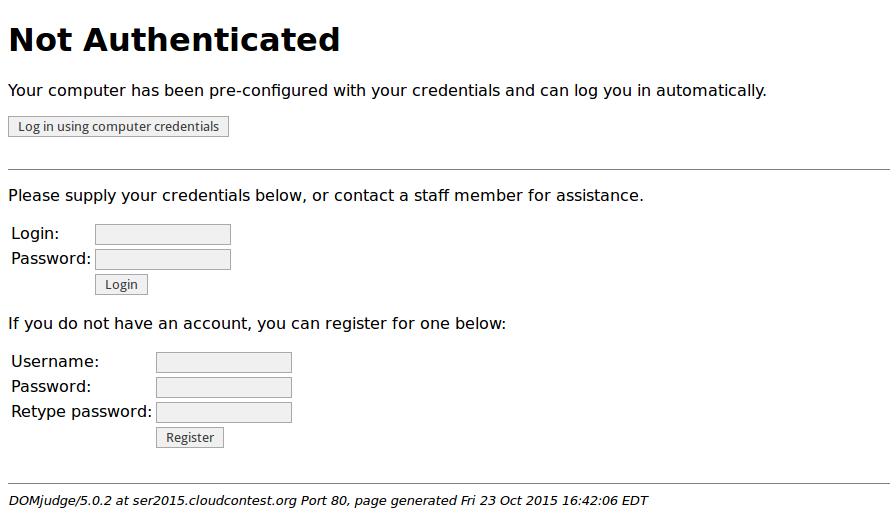 Not Authenticated
Your computer has been pre-configured with your credentials and can log you in automatically.
Log in using computer credentials
Please supply your credentials below, or contact a staff member for assistance.
Login:
Password:
Login
If you do not have an account, you can register for one below:
Username:
Password:
Retype password:
Register
DOMjudge/5.0.2 at ser2015.cloudcontest.org Port 80, page generated Fri 23 Oct 2015 16:42:06 EDT